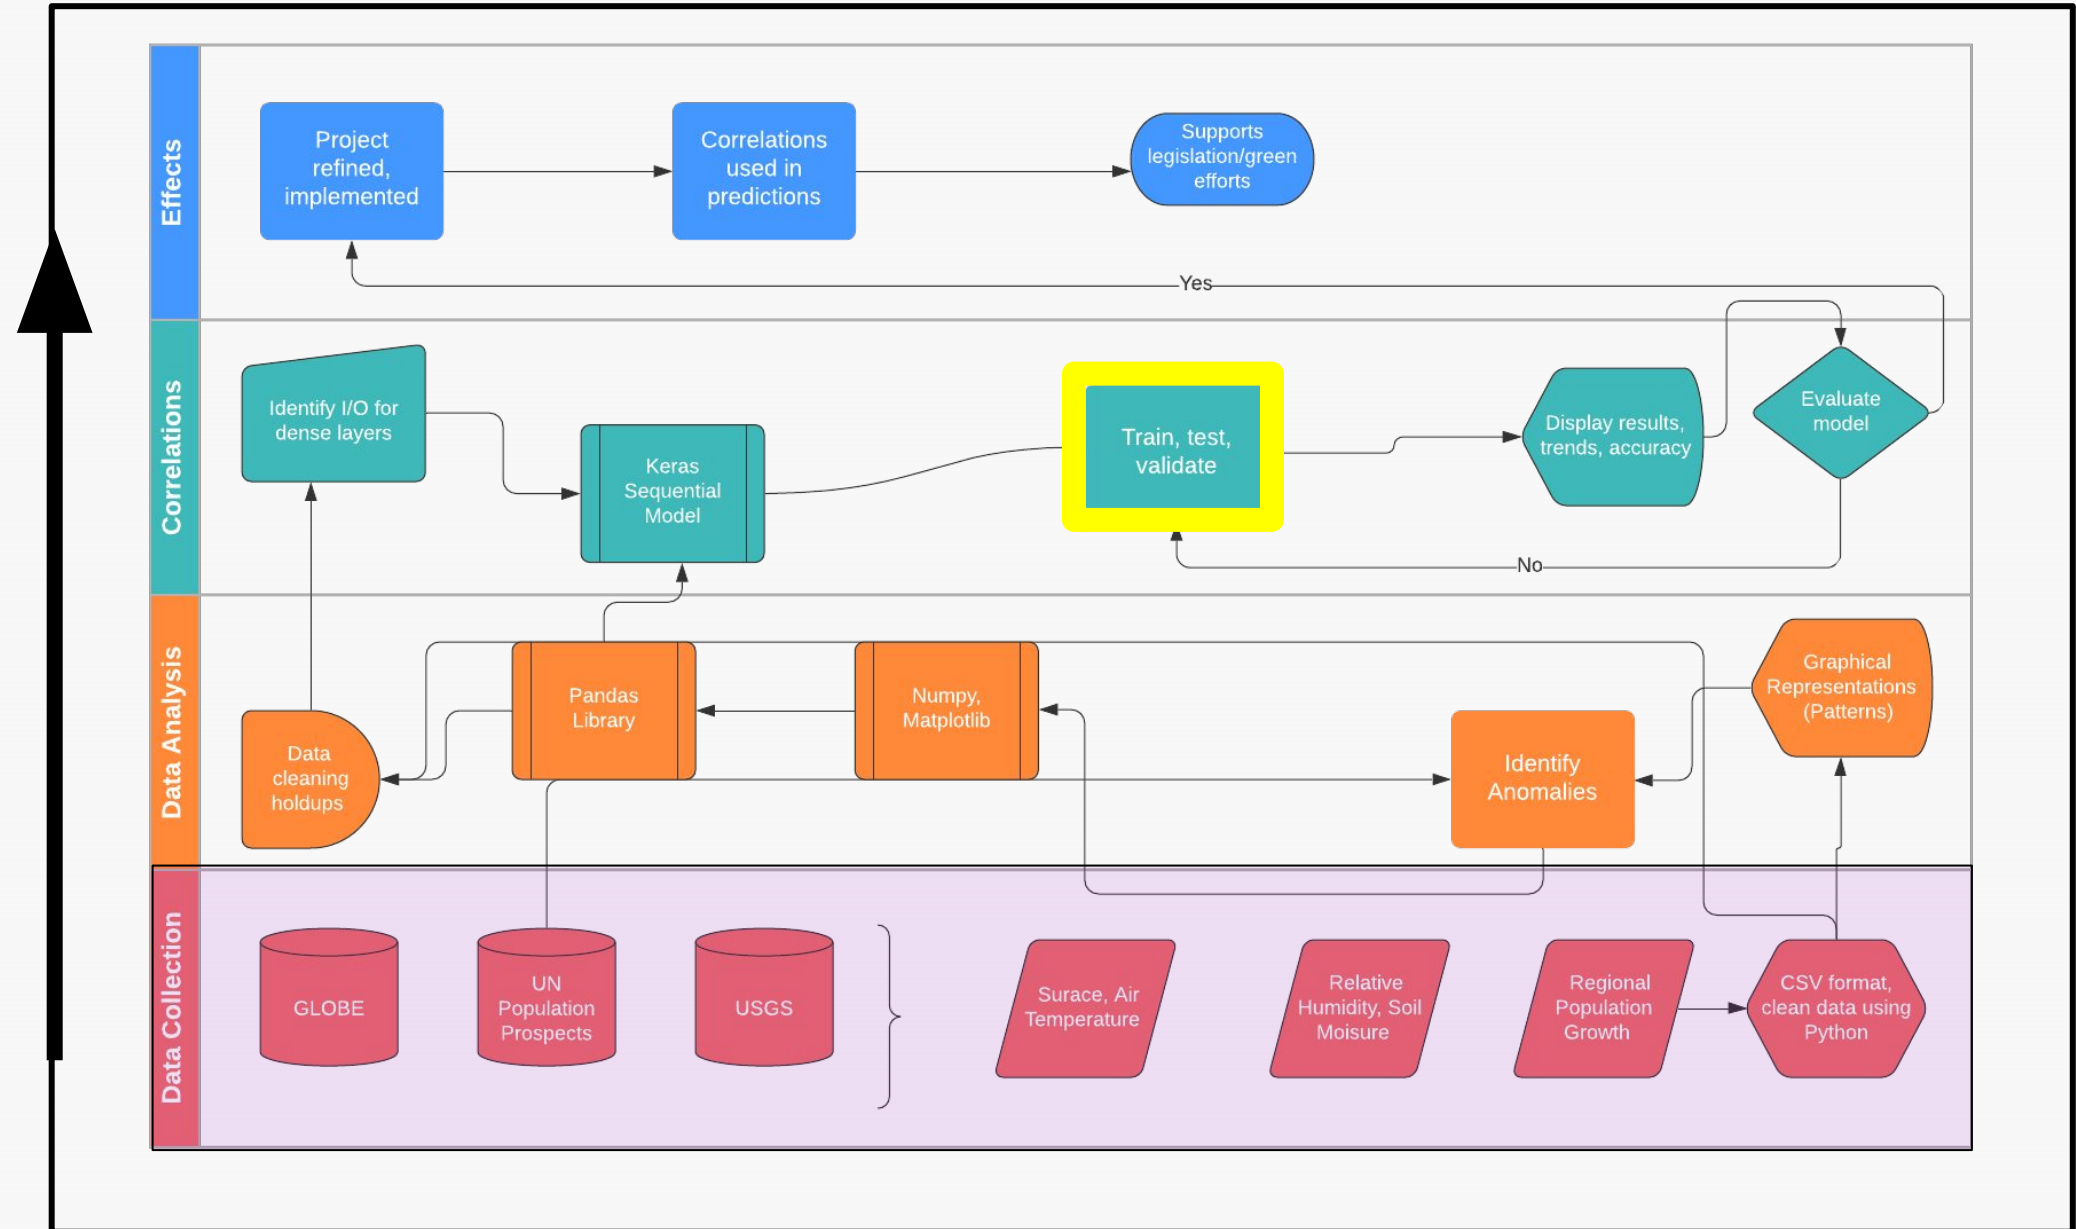 Effects
Project
refined,
implemented
Correlations
used in
predictions
Supports
legislation/green
efforts
Yes
Correlations
Identify I/O for
dense layers
Keras
Sequential
Model
Train, test,
validate
Display results,
trends, accuracy
Evaluate
model
No
Data Analysis
Data
cleaning
holdups
Pandas
Library
Numpy,
Matplotlib
Identify
Anomalies
Graphical
Representations
(Patterns)
Data Collection
GLOBE
UN
Population
Prospects
USGS
Surace, Air
Temperature
Relative
Humidity, Soil
Moisure
Regional
Population
Growth
CSV format,
clean data using
Python